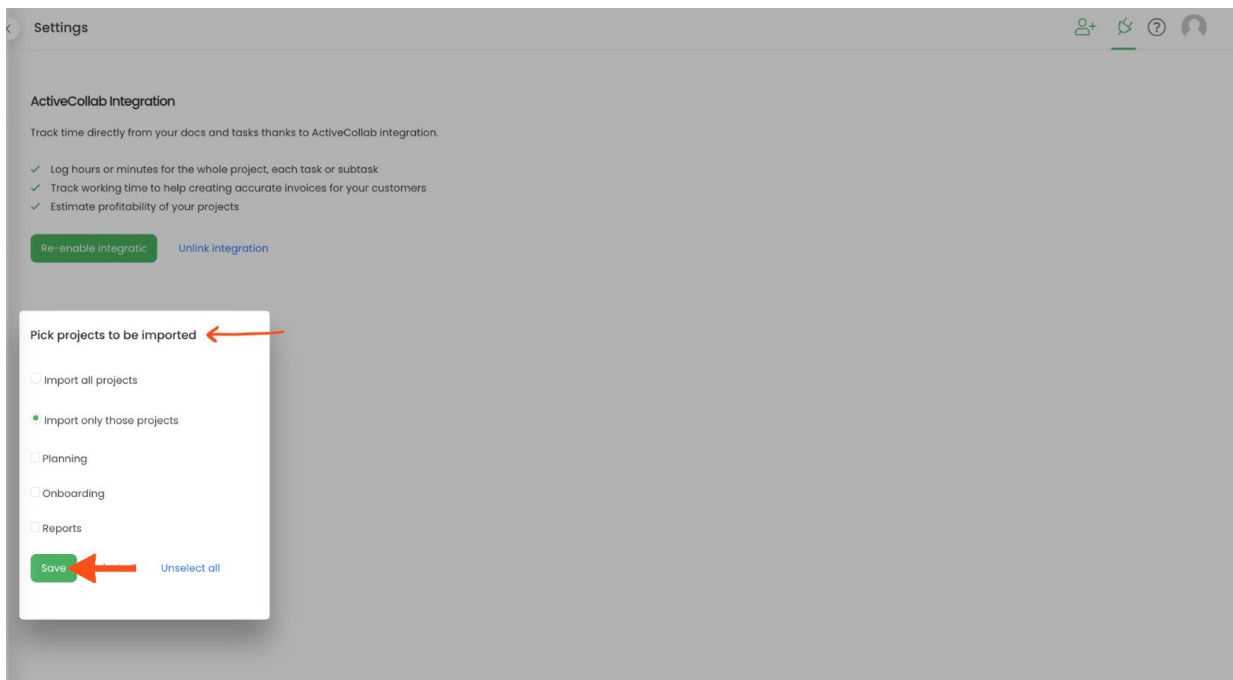 Settings
ActiveCollab Integration
Track time directly from your docs and tasks thanks to ActiveCollab integration.
Log hours or minutes for the whole project, each task or subtask
Track working time to help creating accurate invoices for your customers
Estimate profitability of your projects
Re-enable integratic Unlink integration
Pick projects to be imported
Import all projects
Import only those projects
Planning
Onboarding
Reports
Save Unselect all